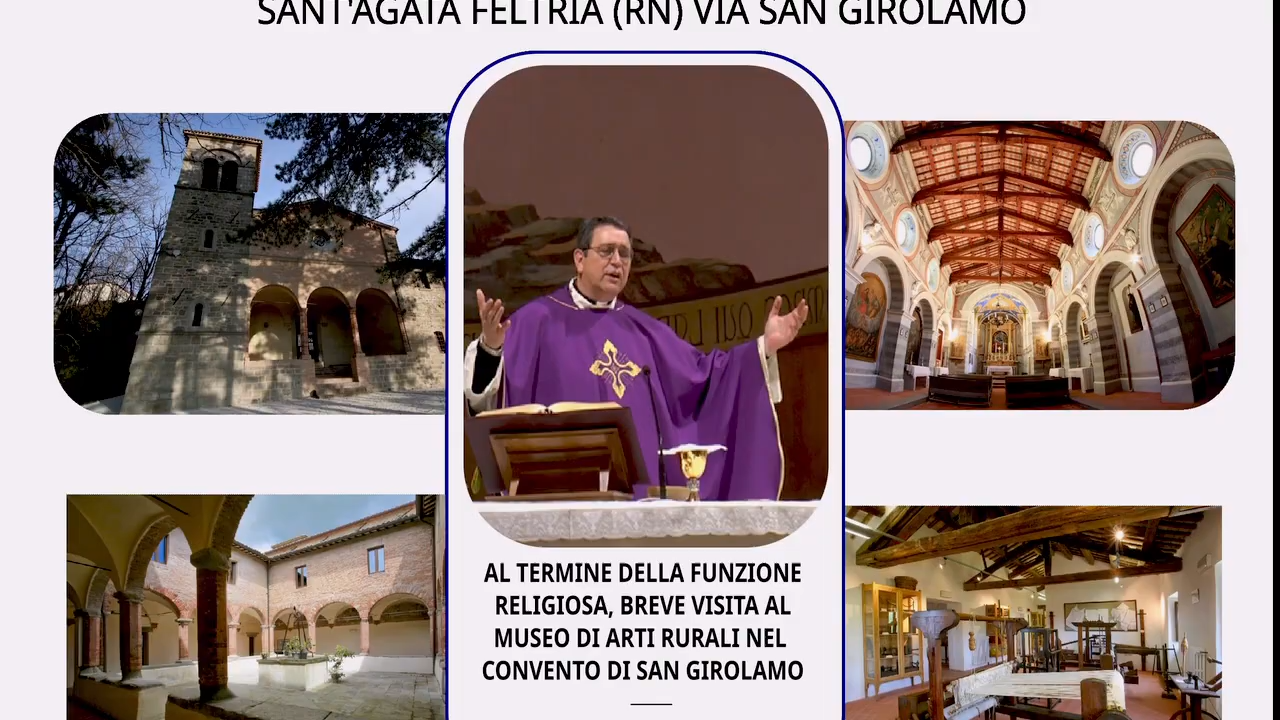 SANT'AGATA FELTRIA (RN) VIA SAN GIROLAMO
AL TERMINE DELLA FUNZIONE
RELIGIOSA, BREVE VISITA AL
MUSEO DI ARTI RURALI NEL
CONVENTO DI SAN GIROLAMO